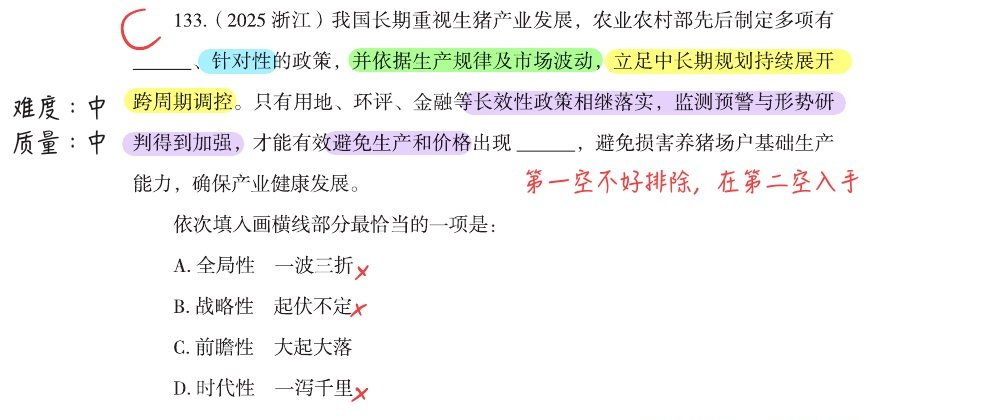 133.（2025 浙江）我国长期重视生猪产业发展，农业农村部先后制定多项有
______、针对性的政策，并依据生产规律及市场波动，立足中长期规划持续展开
难度：中
跨周期调控。只有用地、环评、金融等长效性政策相继落实，监测预警与形势研
质量：中
判得到加强，才能有效避免生产和价格出现 ______，避免损害养猪场户基础生产
能力，确保产业健康发展。
第一空不好排除，在第二空入手
依次填入画横线部分最恰当的一项是：
A. 全局性 一波三折
B. 战略性 起伏不定
C. 前瞻性 大起大落
D. 时代性 一泻千里